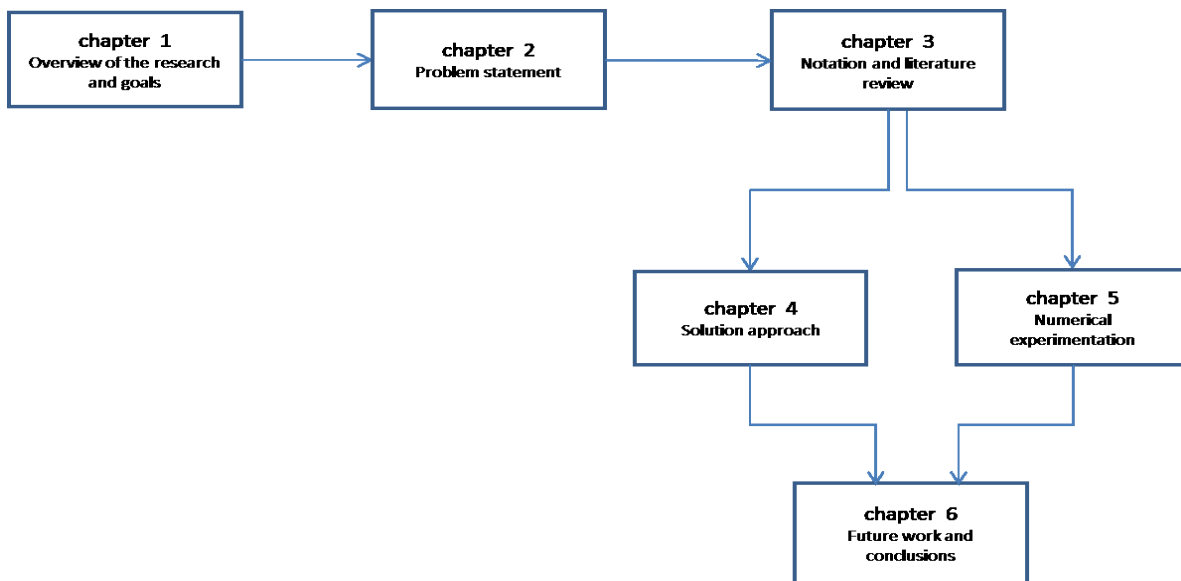 chapter 1
Overview of the research
and goals
chapter 2
Problem statement
chapter 3
Notation and literature
review
chapter 4
Solution approach
chapter 5
Numerical
experimentation
chapter 6
Future work and
conclusions